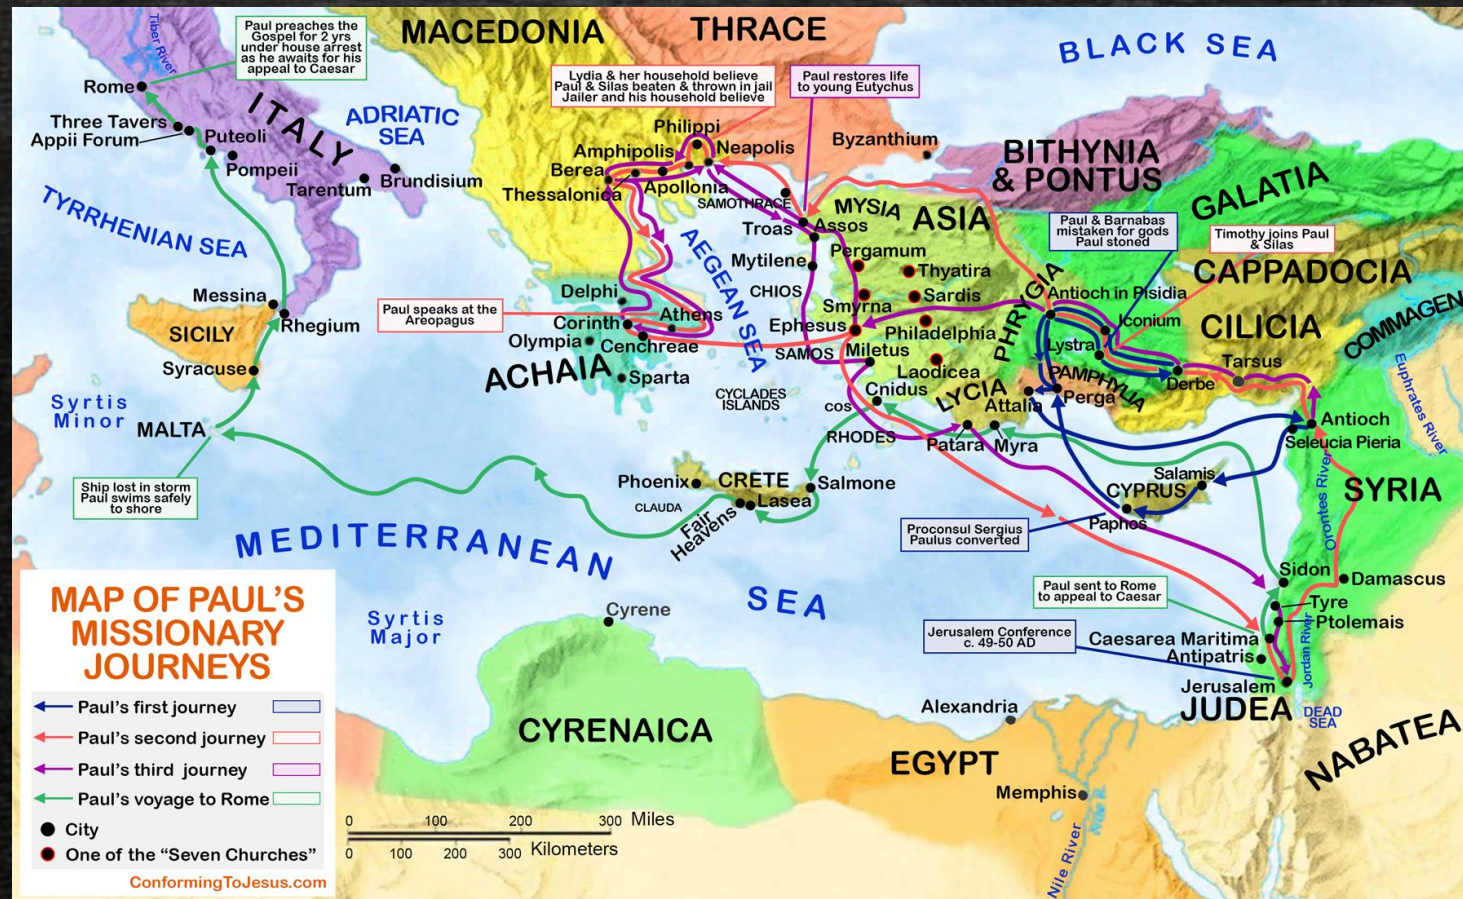 Tiber River
Paul preaches the
Gospel for 2 yrs
under house arrest
as he awaits for his
appeal to Caesar
MACEDONIA
THRACE
BLACK SEA
Lydia & her household believe
Paul & Silas beaten & thrown in jail
Jailer and his household believe
Paul restores life
to young Eutychus
Rome
ITALY
ADRIATIC
SEA
Three Tavers
Appii Forum
Puteoli
Pompeii
Tarentum
Brundisium
Philippi
Neapolis
Amphipolis
Berea
Apollonia
Thessalonica
SAMOTHRACE
Byzanthium
BITHYNIA
& PONTUS
GALATIA
TYRRHENIAN SEA
MYSIA
ASIA
Troas
Assos
Paul & Barnabas
mistaken for gods
Paul stoned
Timothy joins Paul
& Silas
CAPPADOCIA
AEGEAN SEA
Mytilene
Pergamum
Thyatira
CHIOS
Smyrna
Sardis
PHRYGIA
Antioch in Pisidia
Iconium
CILICIA
COMMAGEN
Messina
Rhegium
SICILY
Syracuse
Paul speaks at the
Areopagus
Delphi
Athens
Corinth
Olympia
Cenchreae
ACHAIA
Sparta
Ephesus
Philadelphia
SAMOS
Miletus
Laodicea
Lystra
Derbe
Tarsus
PAMPHYLIA
Perga
LYCIA
Attalia
Cnidus
CYCLADES
ISLANDS
COS
RHODES
Patara
Myra
Antioch
Seleucia Pieria
Euphrates River
Syrtis
Minor
MALTA
Ship lost in storm
Paul swims safely
to shore
Phoenix
CRETE
Salmone
Lasea
CLAUDA
Fair
Heavens
Salamis
CYPRUS
Paphos
Orontes River
SYRIA
Proconsul Sergius
Paulus converted
MEDITERRANEAN
SEA
Sidon
Damascus
Tyre
Ptolemais
Paul sent to Rome
to appeal to Caesar
Jerusalem Conference
c. 49-50 AD
Caesarea Maritima
Antipatris
Jordan River
Jerusalem
JUDEA
DEAD
SEA
NABATEA
Syrtis
Major
Cyrene
CYRENAICA
Alexandria
EGYPT
Memphis
Nile River
Nile R.
MAP OF PAUL'S
MISSIONARY
JOURNEYS
Paul's first journey
Paul's second journey
Paul's third journey
Paul's voyage to Rome
City
One of the "Seven Churches"
ConformingToJesus.com
0 100 200 300 Miles
0 100 200 300 Kilometers